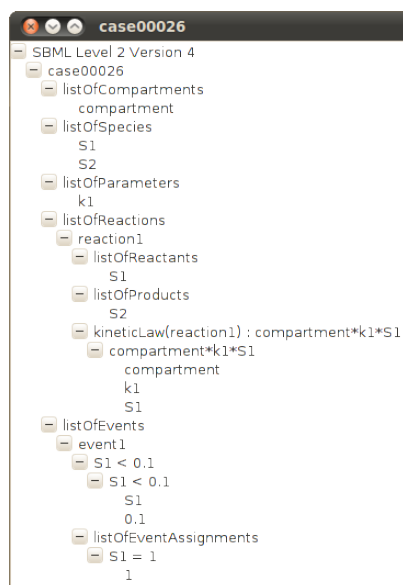 case00026
SBML Level 2 Version 4
case00026
listOfCompartments
compartment
listOfSpecies
S1
S2
listOfParameters
k1
listOfReactions
reaction1
listOfReactants
S1
listOfProducts
S2
kineticLaw(reaction1) : compartment*k1*S1
compartment*k1*S1
compartment
k1
S1
listOfEvents
event1
S1 < 0.1
S1 < 0.1
S1
0.1
listOfEventAssignments
S1 = 1
1